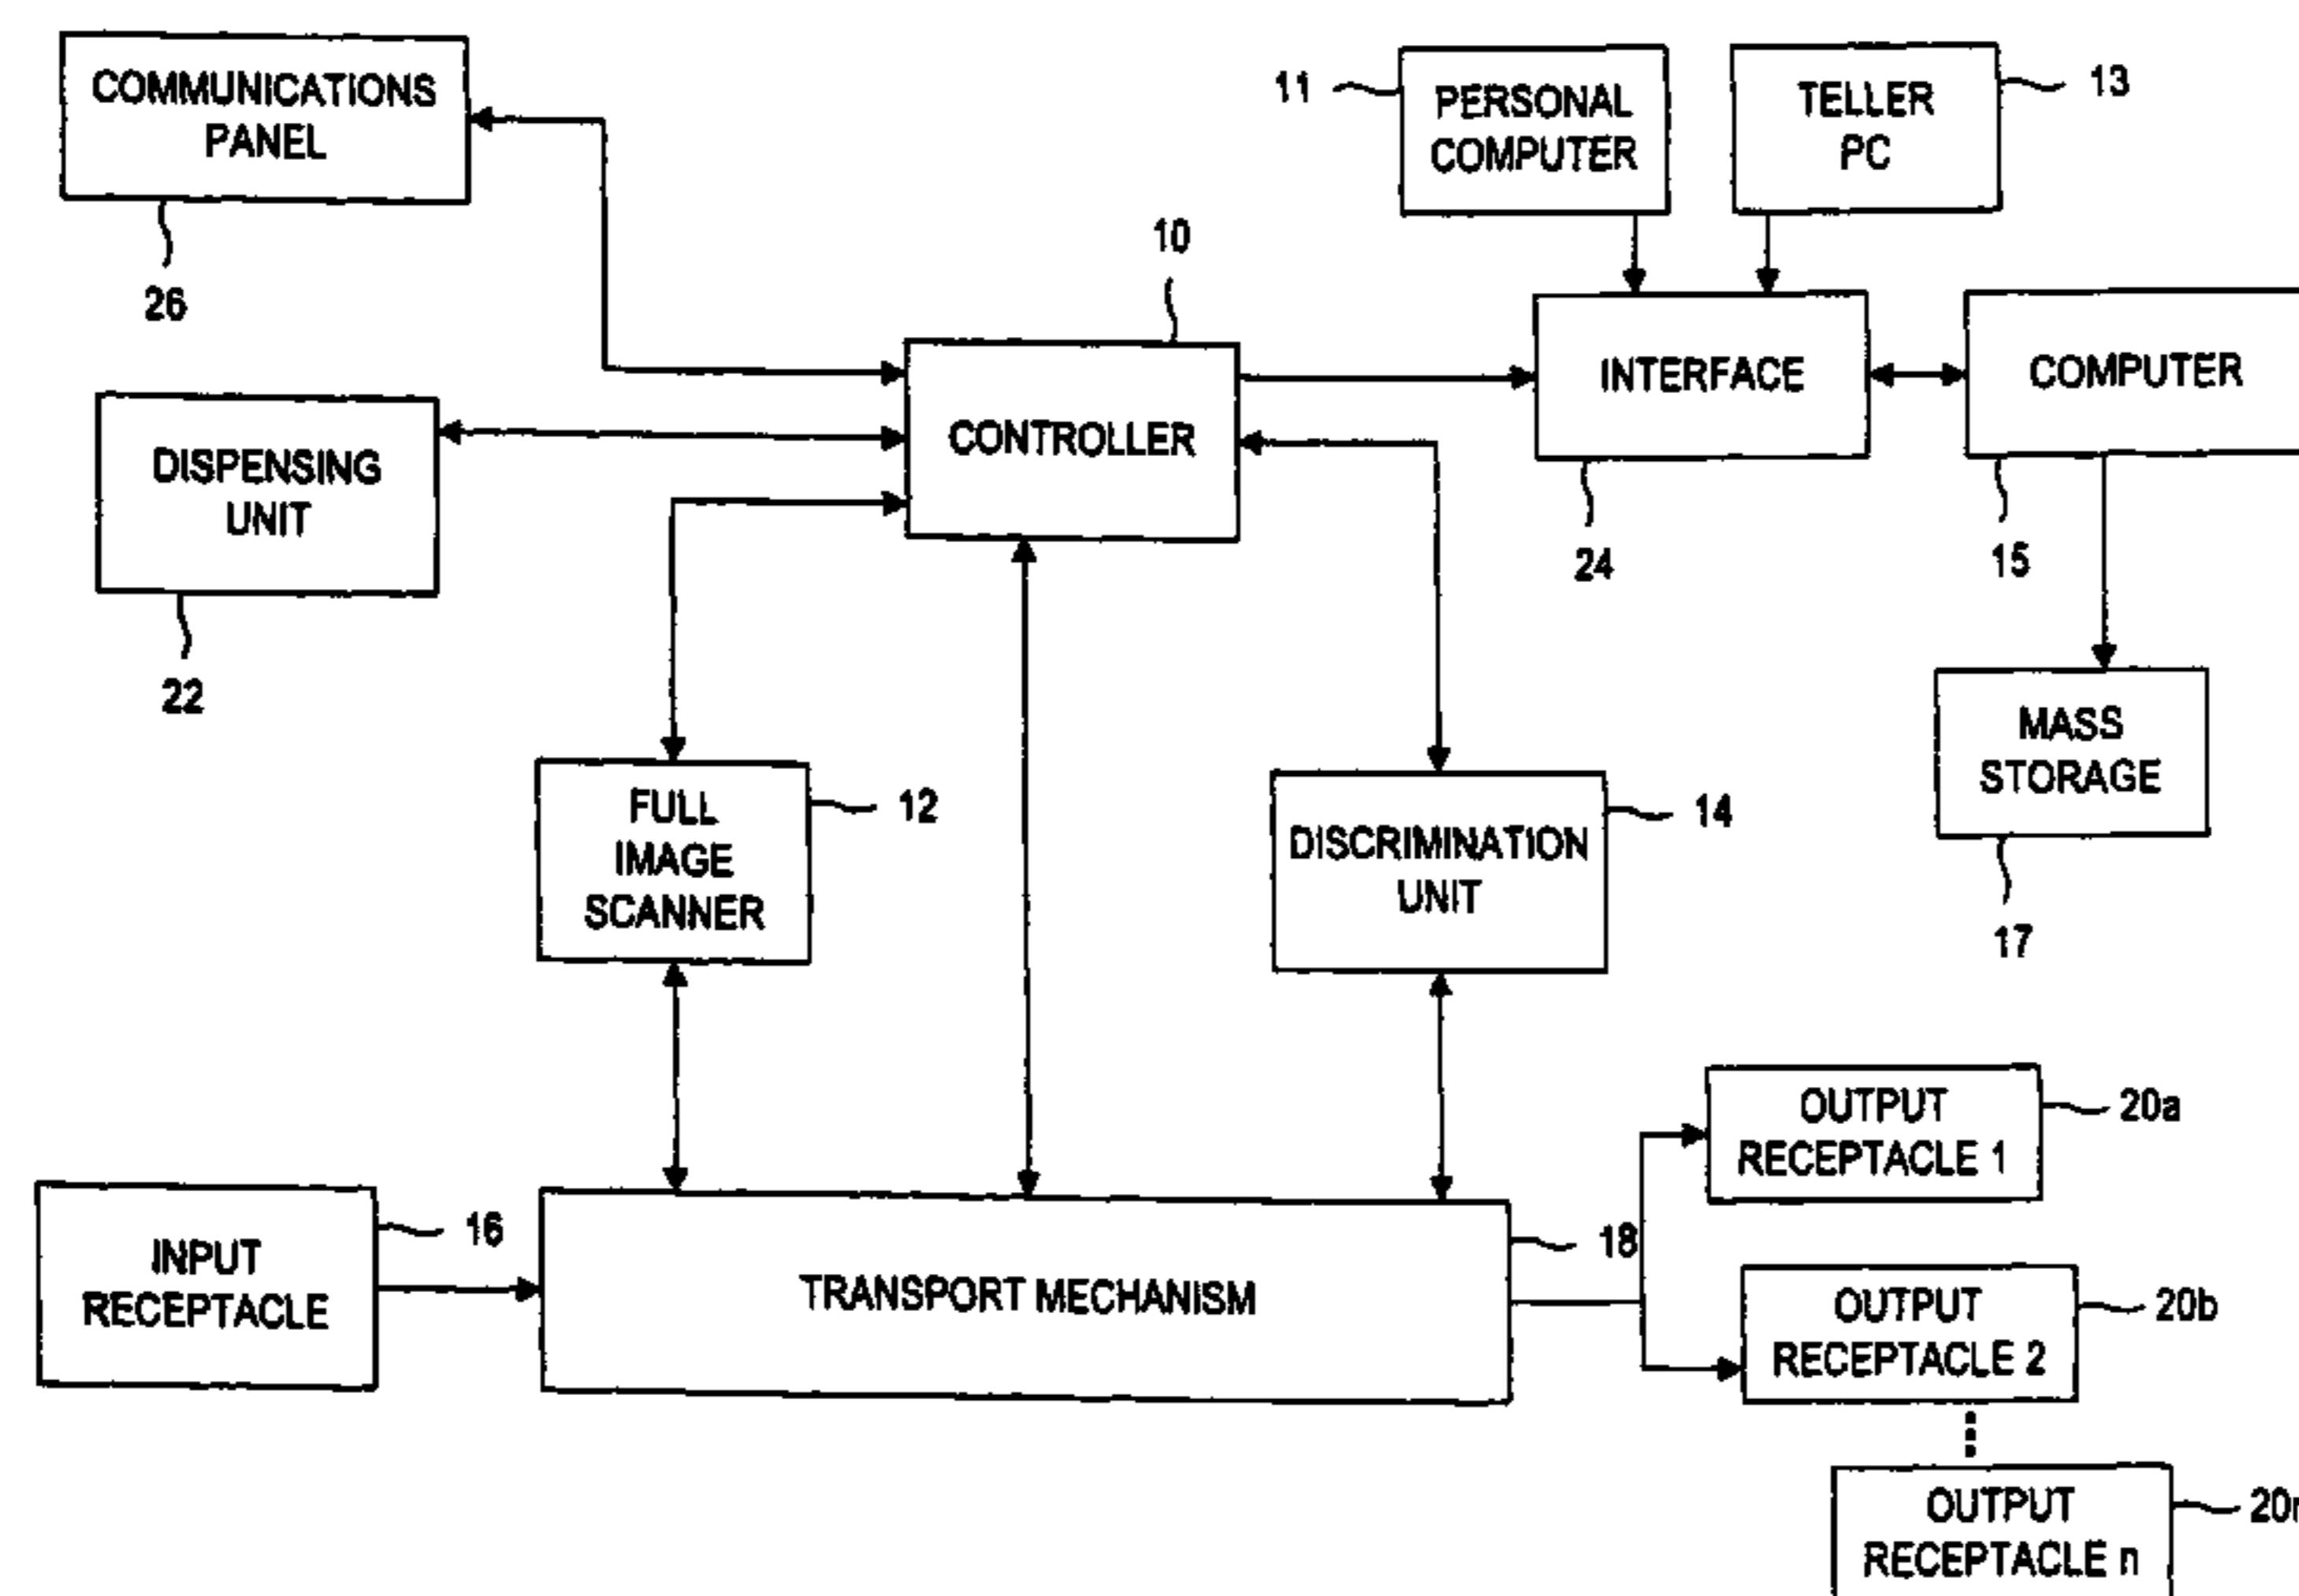 COMMUNICATIONS
PANEL
26
11
PERSONAL
COMPUTER
TELLER
PC
13
10
CONTROLLER
INTERFACE
24
COMPUTER
15
DISPENSING
UNIT
22
MASS
STORAGE
17
FULL
IMAGE
SCANNER
12
DISCRIMINATION
UNIT
14
INPUT
RECEPTACLE
16
TRANSPORT MECHANISM
18
OUTPUT
RECEPTACLE 1
20a
OUTPUT
RECEPTACLE 2
20b
OUTPUT
RECEPTACLE n